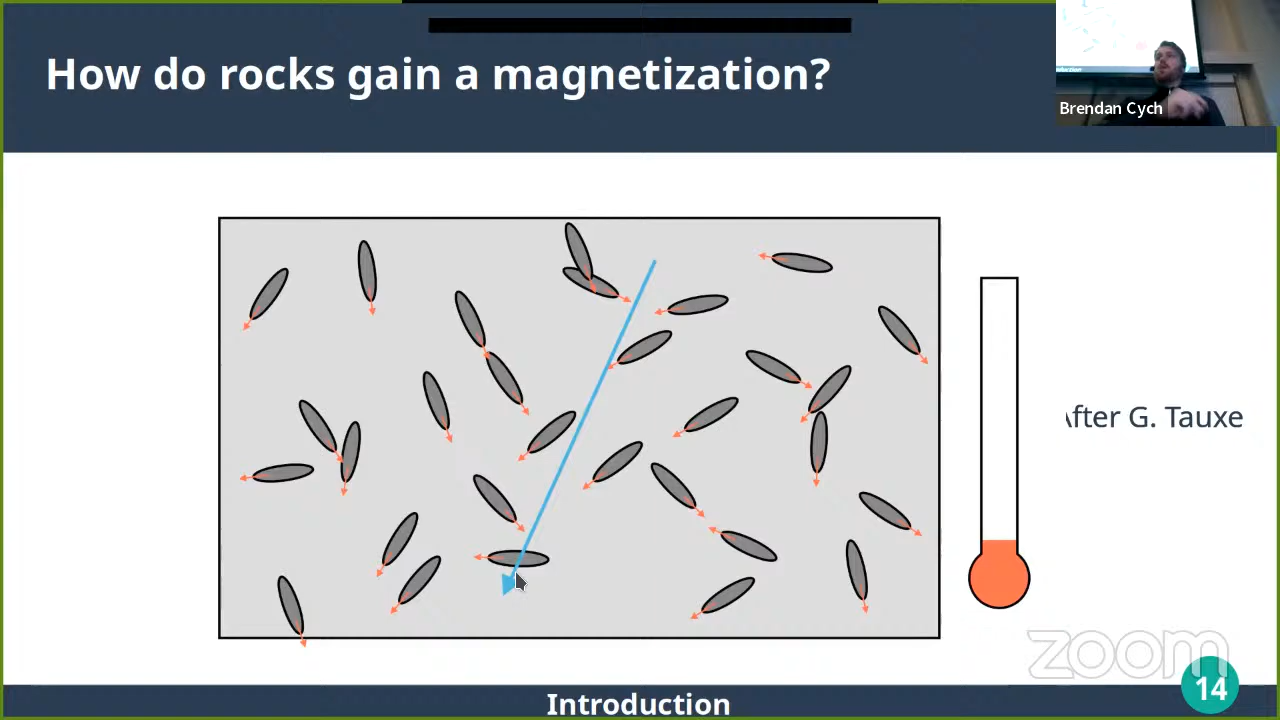 How do rocks gain a magnetization?
Brendan Cych
After G. Tauxe
zoom
14
Introduction